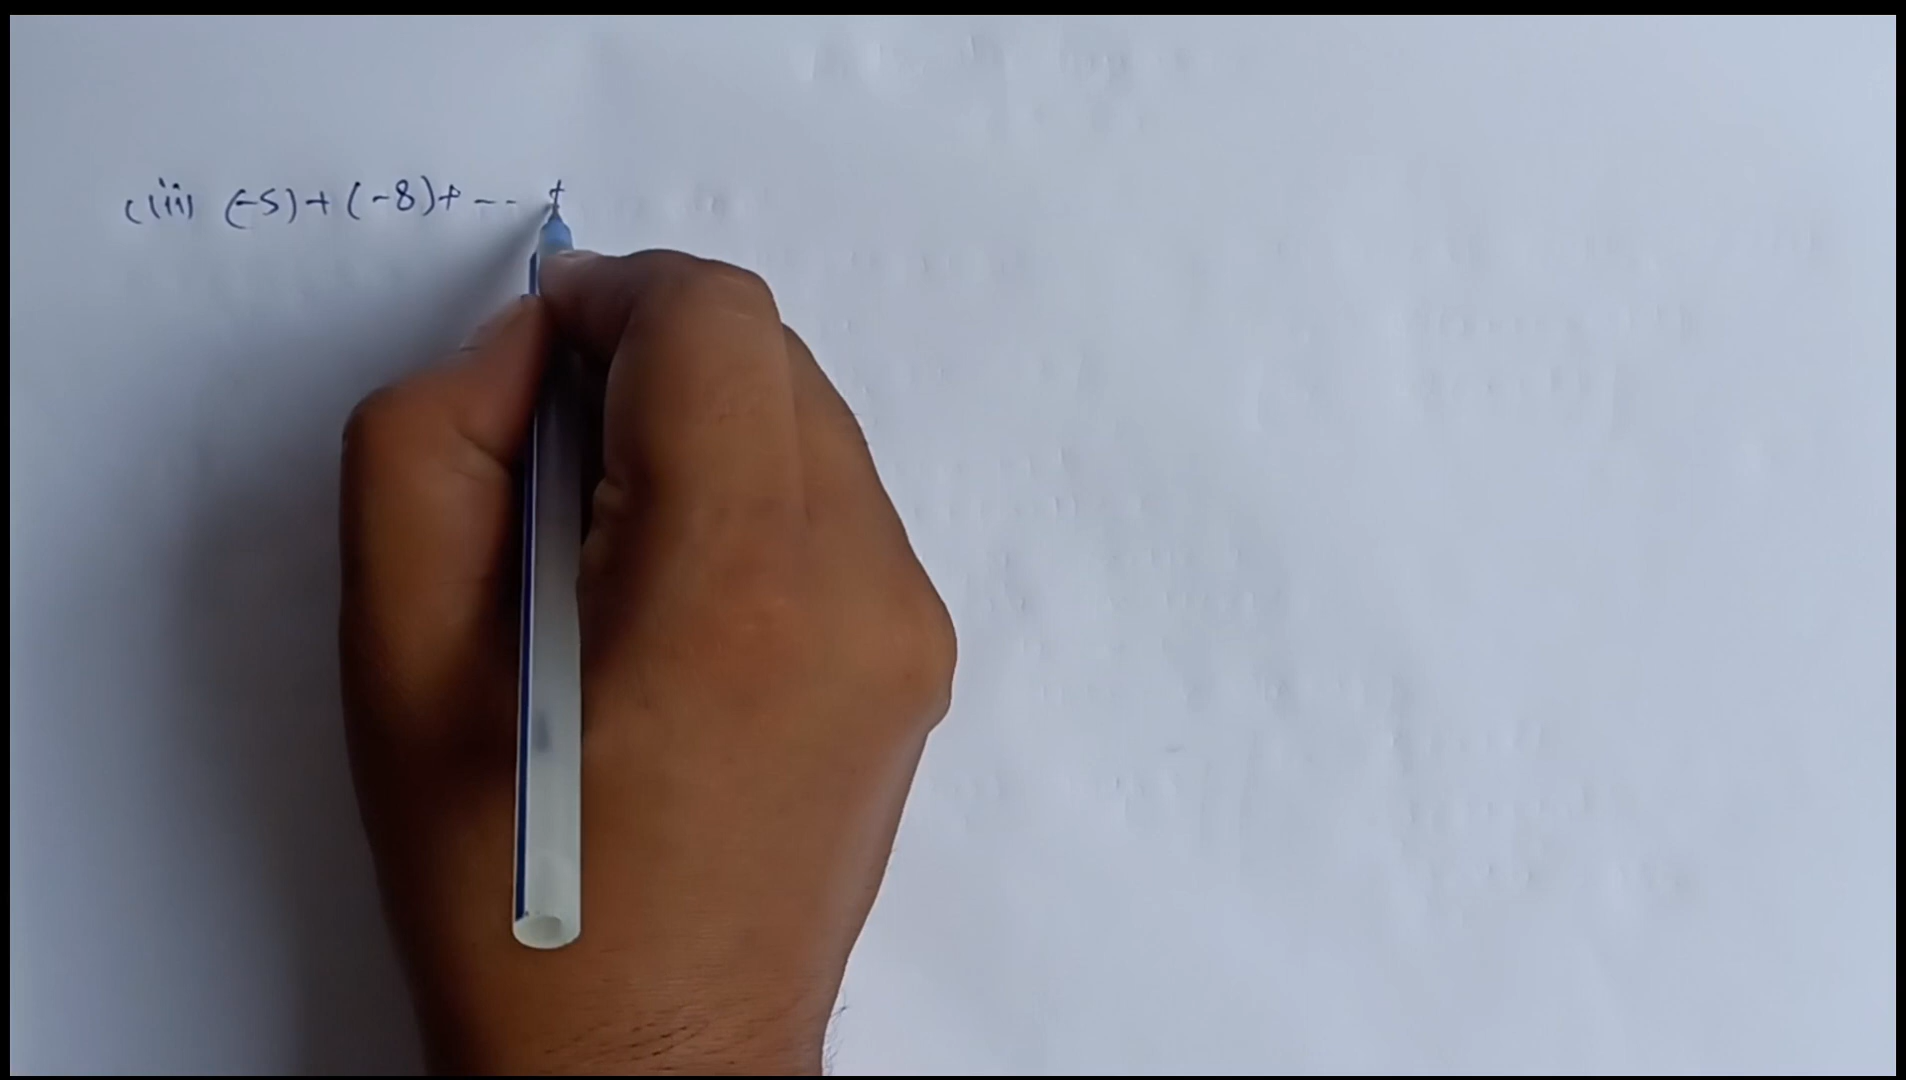 (iii) (-5)+(-8)+ -- +